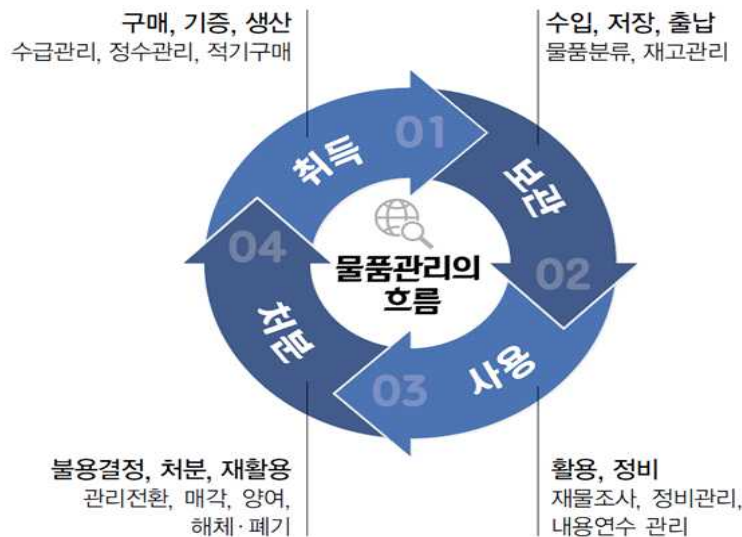 구매, 기증, 생산
수급관리, 정수관리, 적기구매
수입, 저장, 출납
물품분류, 재고관리
01
취득
보관
02
04
물품관리의
흐름
처분
03
사용
불용결정, 처분, 재활용
관리전환, 매각, 양여,
해체·폐기
활용, 정비
재물조사, 정비관리,
내용연수 관리